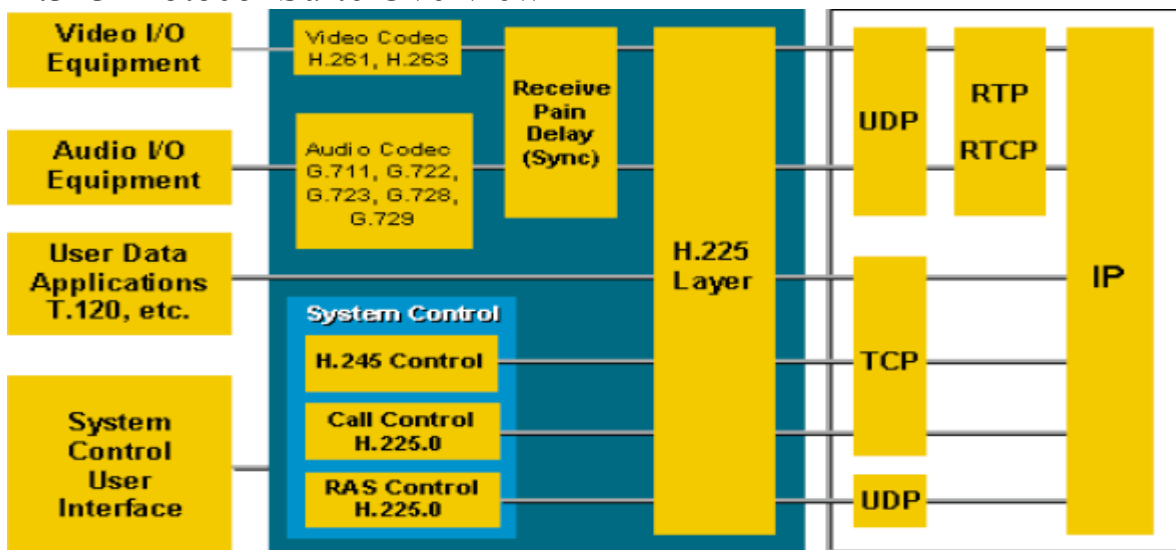 Video I/O
Equipment
Video Codec
H.261, H.263
Receive
Pain
Delay
(Sync)
UDP
RTP
RTCP
Audio I/O
Equipment
Audio Codec
G.711, G.722,
G.723, G.728,
G.729
User Data
Applications
T.120, etc.
H.225
Layer
IP
System Control
H.245 Control
TCP
Call Control
H.225.0
System
Control
User
Interface
RAS Control
H.225.0
UDP